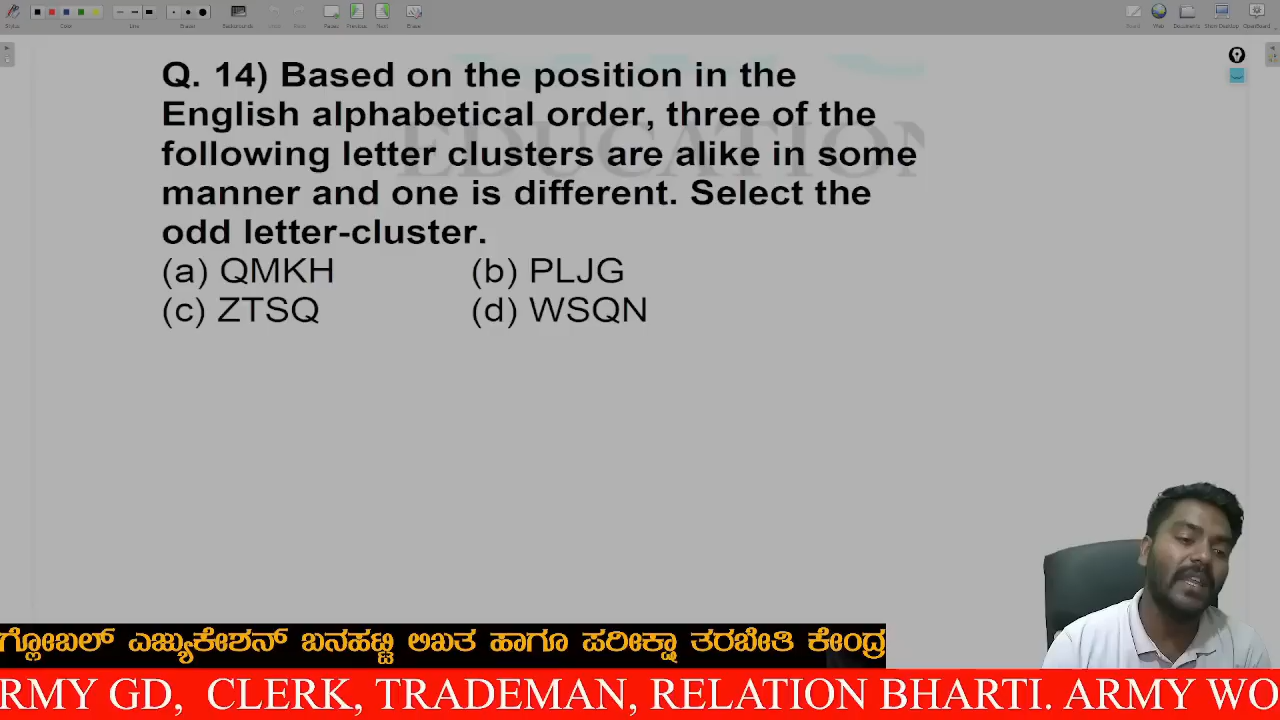 Q. 14) Based on the position in the
English alphabetical order, three of the
following letter clusters are alike in some
manner and one is different. Select the
odd letter-cluster.
(a) QMKH (b) PLJG
(c) ZTSQ (d) WSQN
EDUCATION
ಗ್ಲೋಬಲ್ ಎಜ್ಯುಕೇಶನ್ ಬನಹಟ್ಟಿ ಲಿಖಿತ ಹಾಗೂ ಪರೀಕ್ಷಾ ತರಬೇತಿ ಕೇಂದ್ರ
RMY GD, CLERK, TRADEMAN, RELATION BHARTI. ARMY WO